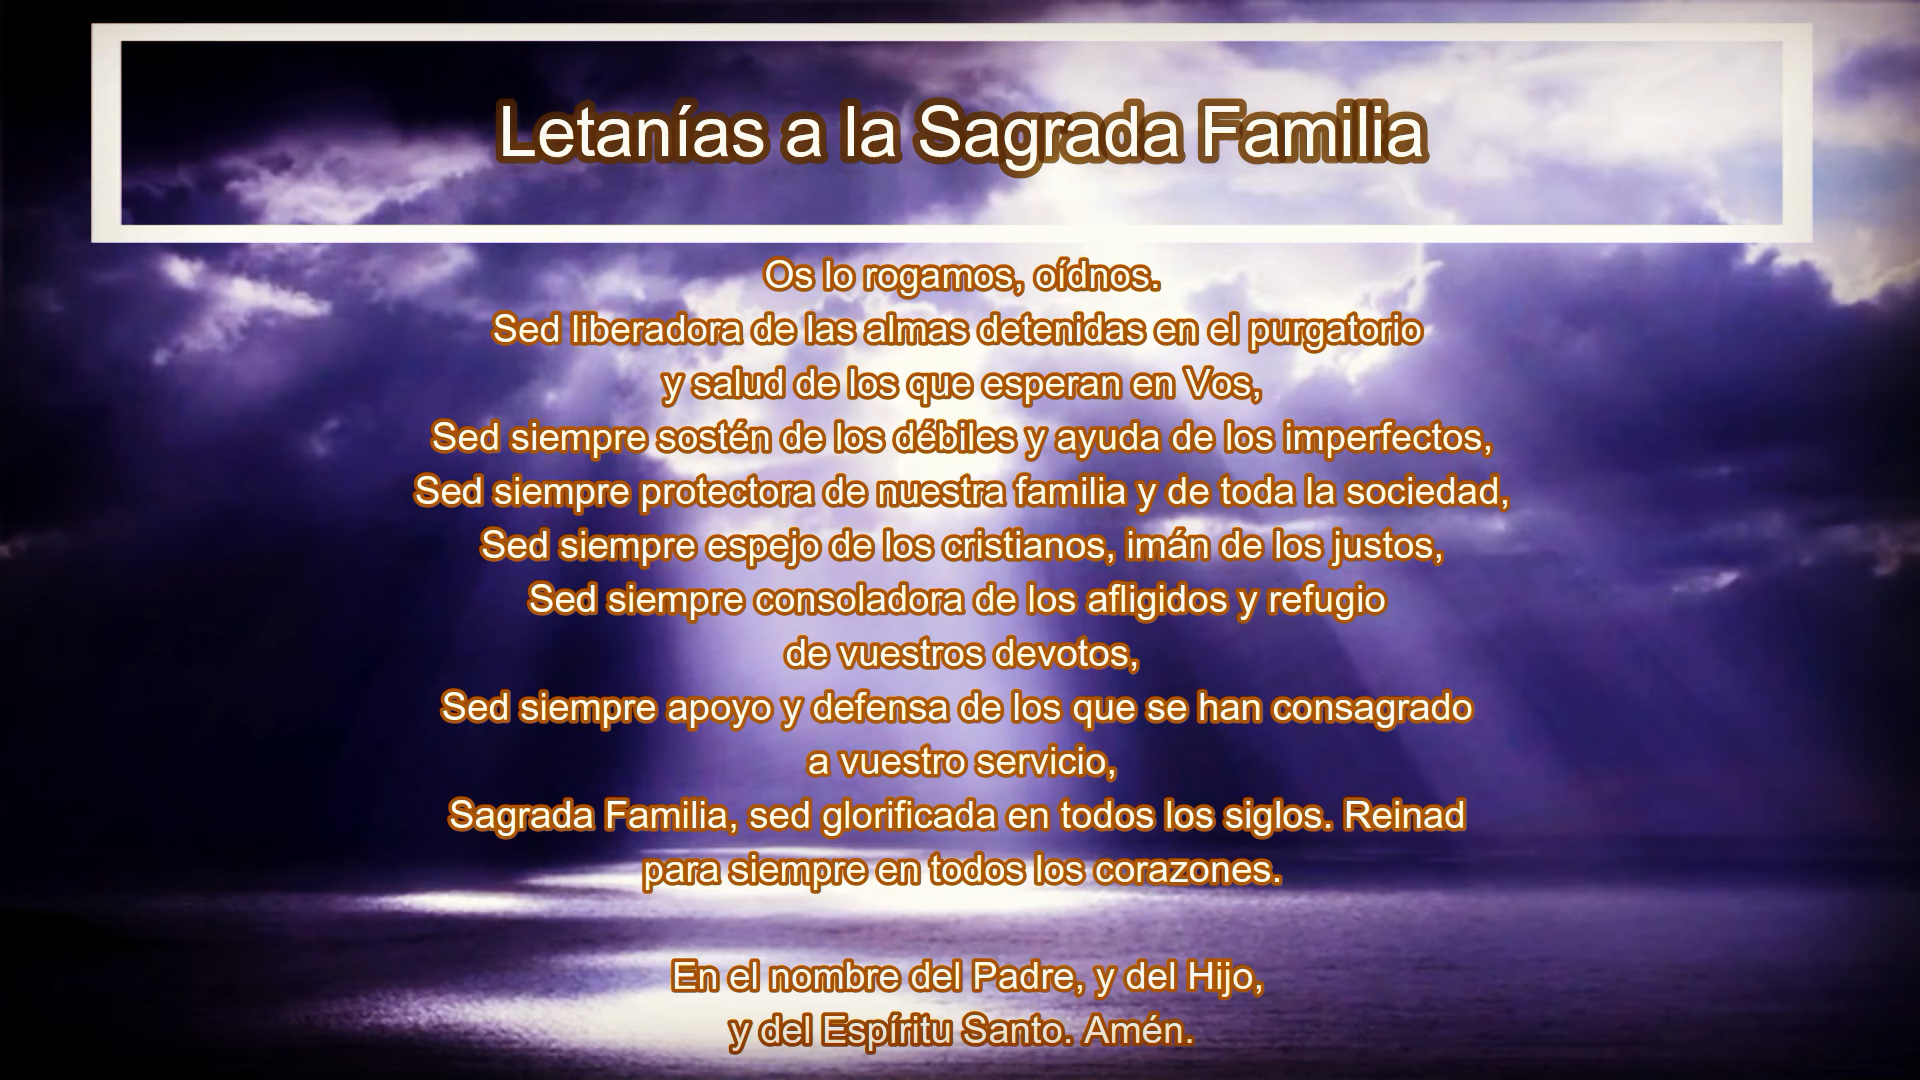 Letanías a la Sagrada Familia
Os lo rogamos, oídnos.
Sed liberadora de las almas detenidas en el purgatorio
y salud de los que esperan en Vos,
Sed siempre sostén de los débiles y ayuda de los imperfectos,
Sed siempre protectora de nuestra familia y de toda la sociedad,
Sed siempre espejo de los cristianos, imán de los justos,
Sed siempre consoladora de los afligidos y refugio
de vuestros devotos,
Sed siempre apoyo y defensa de los que se han consagrado
a vuestro servicio,
Sagrada Familia, sed glorificada en todos los siglos. Reinad
para siempre en todos los corazones.
En el nombre del Padre, y del Hijo,
y del Espíritu Santo. Amén.